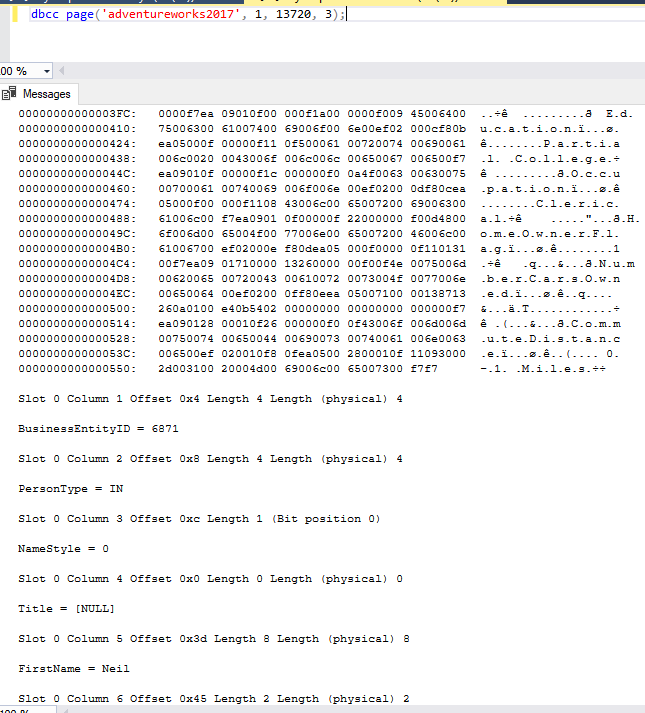 dbcc page('adventureworks2017', 1, 13720, 3);
00 %
Messages
00000000000003FC: 0000f7ea 09010f00 000f1a00 0000f009 45006400 ..÷ê .........ð E.d.
0000000000000410: 75006300 61007400 69006f00 6e00ef02 000cf80b u.c.a.t.i.o.n.ï...ø.
0000000000000424: ea05000f 00000f11 0f500061 00720074 00690061 ê........P.a.r.t.i.a
0000000000000438: 006c0020 0043006f 006c006c 00650067 006500f7 .l. .C.o.l.l.e.g.e.÷
000000000000044C: ea09010f 00000f1c 000000f0 0a4f0063 00630075 ê .........ð.O.c.c.u
0000000000000460: 00700061 00740069 006f006e 00ef0200 0df80cea .p.a.t.i.o.n.ï...ø.ê
0000000000000474: 05000f00 000f1108 43006c00 65007200 69006300 ........C.l.e.r.i.c.
0000000000000488: 61006c00 f7ea0901 0f00000f 22000000 f00d4800 a.l.÷ê ....."...ð.H.
000000000000049C: 6f006d00 65004f00 77006e00 65007200 46006c00 o.m.e.O.w.n.e.r.F.l.
00000000000004B0: 61006700 ef02000e f80dea05 000f0000 0f110131 a.g.ï...ø.ê........1
00000000000004C4: 00f7ea09 01710000 13260000 00f00f4e 0075006d .÷ê .q...&...ð.N.u.m
00000000000004D8: 00620065 00720043 00610072 0073004f 0077006e .b.e.r.C.a.r.s.O.w.n
00000000000004EC: 00650064 00ef0200 0ff80eea 05007100 00138713 .e.d.ï...ø.ê..q.....
0000000000000500: 260a0100 e40b5402 00000000 00000000 000000f7 &...ä.T............÷
0000000000000514: ea090128 00010f26 000000f0 0f43006f 006d006d ê .(...&...ð.C.o.m.m
0000000000000528: 00750074 00650044 00690073 00740061 006e0063 .u.t.e.D.i.s.t.a.n.c
000000000000053C: 006500ef 020010f8 0fea0500 2800010f 11093000 .e.ï...ø.ê..(.... 0.
0000000000000550: 2d003100 20004d00 69006c00 65007300 f7f7 -.1. .M.i.l.e.s.÷÷
Slot 0 Column 1 Offset 0x4 Length 4 Length (physical) 4
BusinessEntityID = 6871
Slot 0 Column 2 Offset 0x8 Length 4 Length (physical) 4
PersonType = IN
Slot 0 Column 3 Offset 0xc Length 1 (Bit position 0)
NameStyle = 0
Slot 0 Column 4 Offset 0x0 Length 0 Length (physical) 0
Title = [NULL]
Slot 0 Column 5 Offset 0x3d Length 8 Length (physical) 8
FirstName = Neil
Slot 0 Column 6 Offset 0x45 Length 2 Length (physical) 2